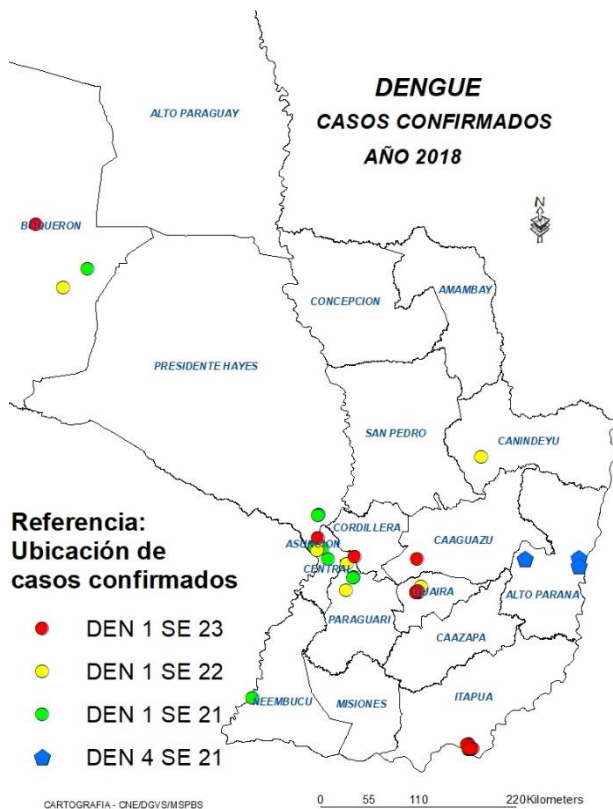 DENGUE
CASOS CONFIRMADOS
AÑO 2018
N
ALTO PARAGUAY
BOQUERON
CONCEPCION
AMAMBAY
PRESIDENTE HAYES
SAN PEDRO
CANINDEYU
CORDILLERA
ASUNCION
CENTRAL
CAAGUAZU
ALTO PARANA
GUAIRA
PARAGUARI
CAAZAPA
ÑEEMBUCU
MISIONES
ITAPUA
Referencia:
Ubicación de
casos confirmados
DEN 1 SE 23
DEN 1 SE 22
DEN 1 SE 21
DEN 4 SE 21
CARTOGRAFIA - CNE/DGVS/MSPBS
0 55 110 220 Kilometers